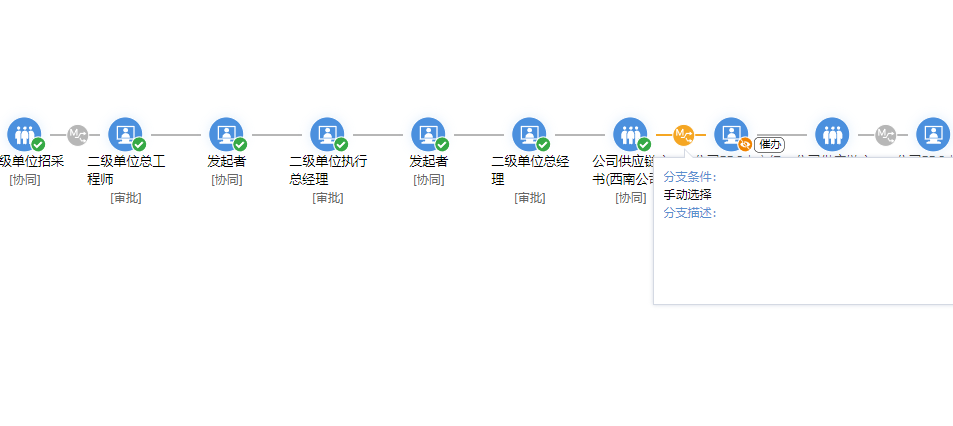 催办
级单位招采
[协同]
二级单位总工
程师
[审批]
发起者
[协同]
二级单位执行
总经理
[审批]
发起者
[协同]
二级单位总经
理
[审批]
公司供应链
书(西南公司
[协同]
分支条件:
手动选择
分支描述: